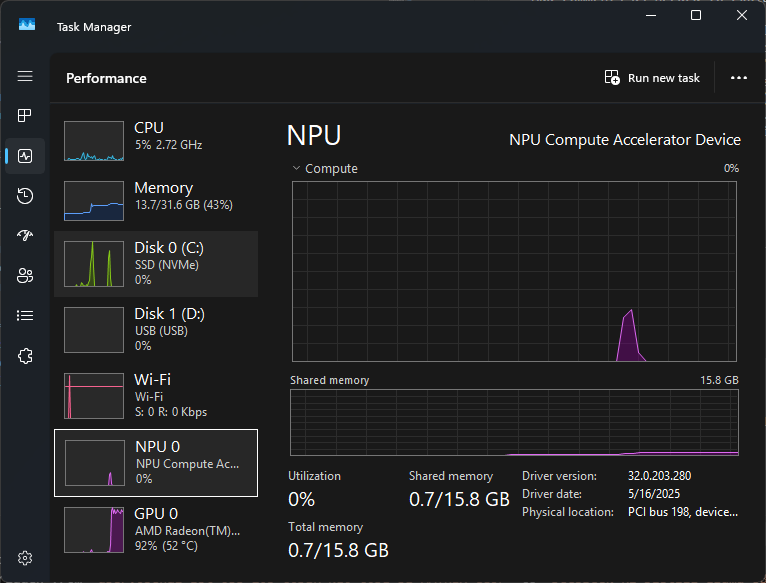 Task Manager
Performance
Run new task
CPU
5% 2.72 GHz
Memory
13.7/31.6 GB (43%)
Disk 0 (C:)
SSD (NVMe)
0%
Disk 1 (D:)
USB (USB)
0%
Wi-Fi
Wi-Fi
S: 0 R: 0 Kbps
NPU 0
NPU Compute Ac...
0%
GPU 0
AMD Radeon(TM)...
92% (52 °C)
NPU NPU Compute Accelerator Device
Compute 0%
Shared memory 15.8 GB
Utilization
0%
Shared memory
0.7/15.8 GB
Total memory
0.7/15.8 GB
Driver version: 32.0.203.280
Driver date: 5/16/2025
Physical location: PCI bus 198, device...